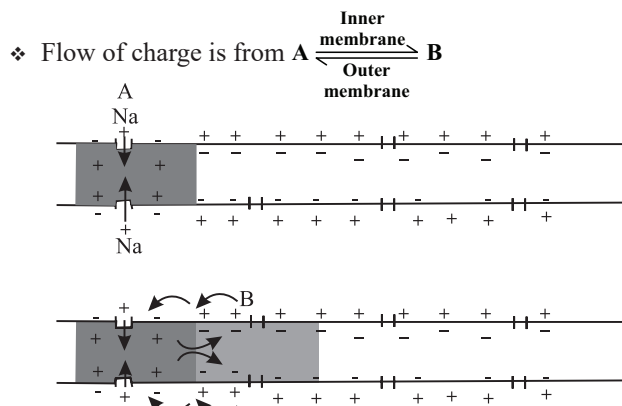 ❖ Flow of charge is from A Inner membrane ⇌ Outer membrane B
A
Na
+
- - + + + + + + + +
- - - - - - - -
+ +
+ + - - - - - - - -
- - + + + + + + + +
Na
B
+
- - + + + + + + + +
- - - - - - - -
+ +
+ + - - - - - - - -
- + - + + + + + + + + +